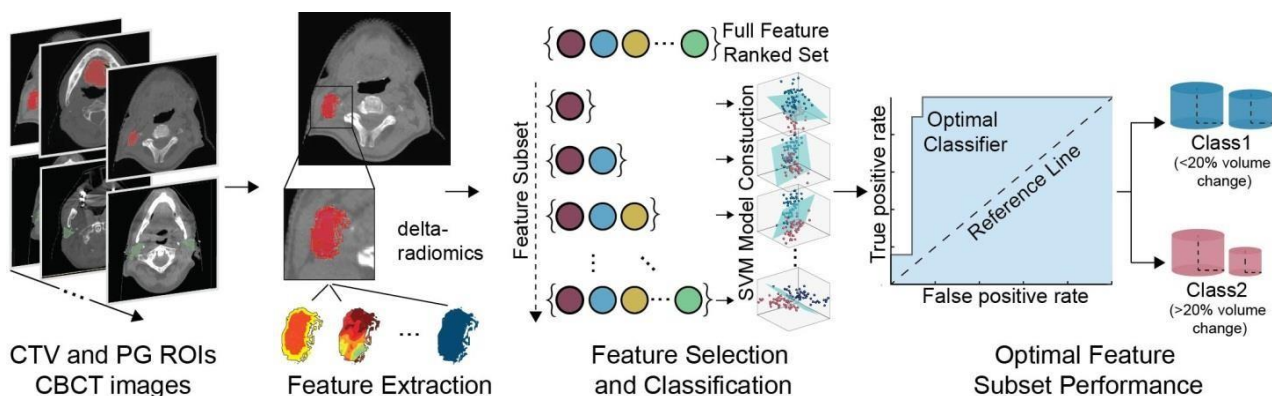 CTV and PG ROIs
CBCT images
delta-
radiomics
Feature Extraction
Full Feature
Ranked Set
Feature Subset
SVM Model Constuction
Feature Selection
and Classification
True positive rate
Optimal
Classifier
Reference Line
False positive rate
Optimal Feature
Subset Performance
Class1
(<20% volume
change)
Class2
(>20% volume
change)